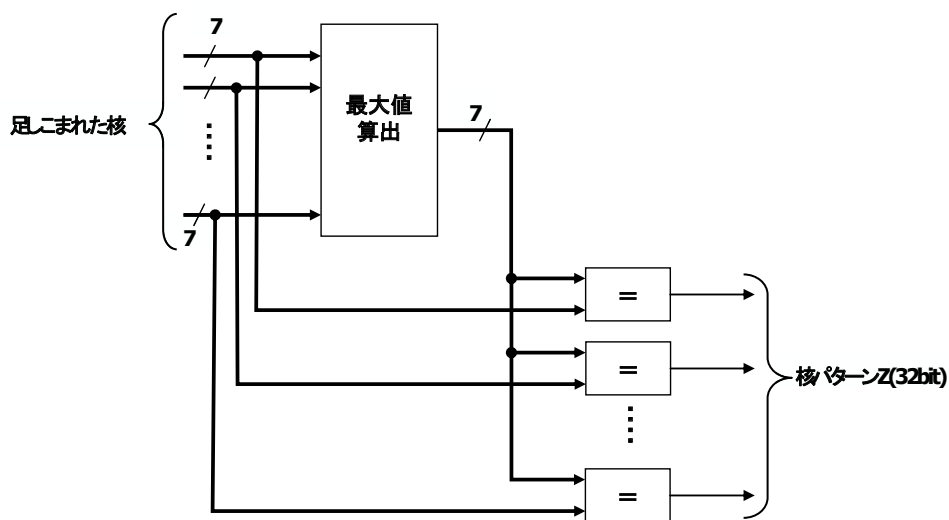 7
足しこまれた核
最大値
算出
7
7
=
=
核パターンZ(32bit)
=